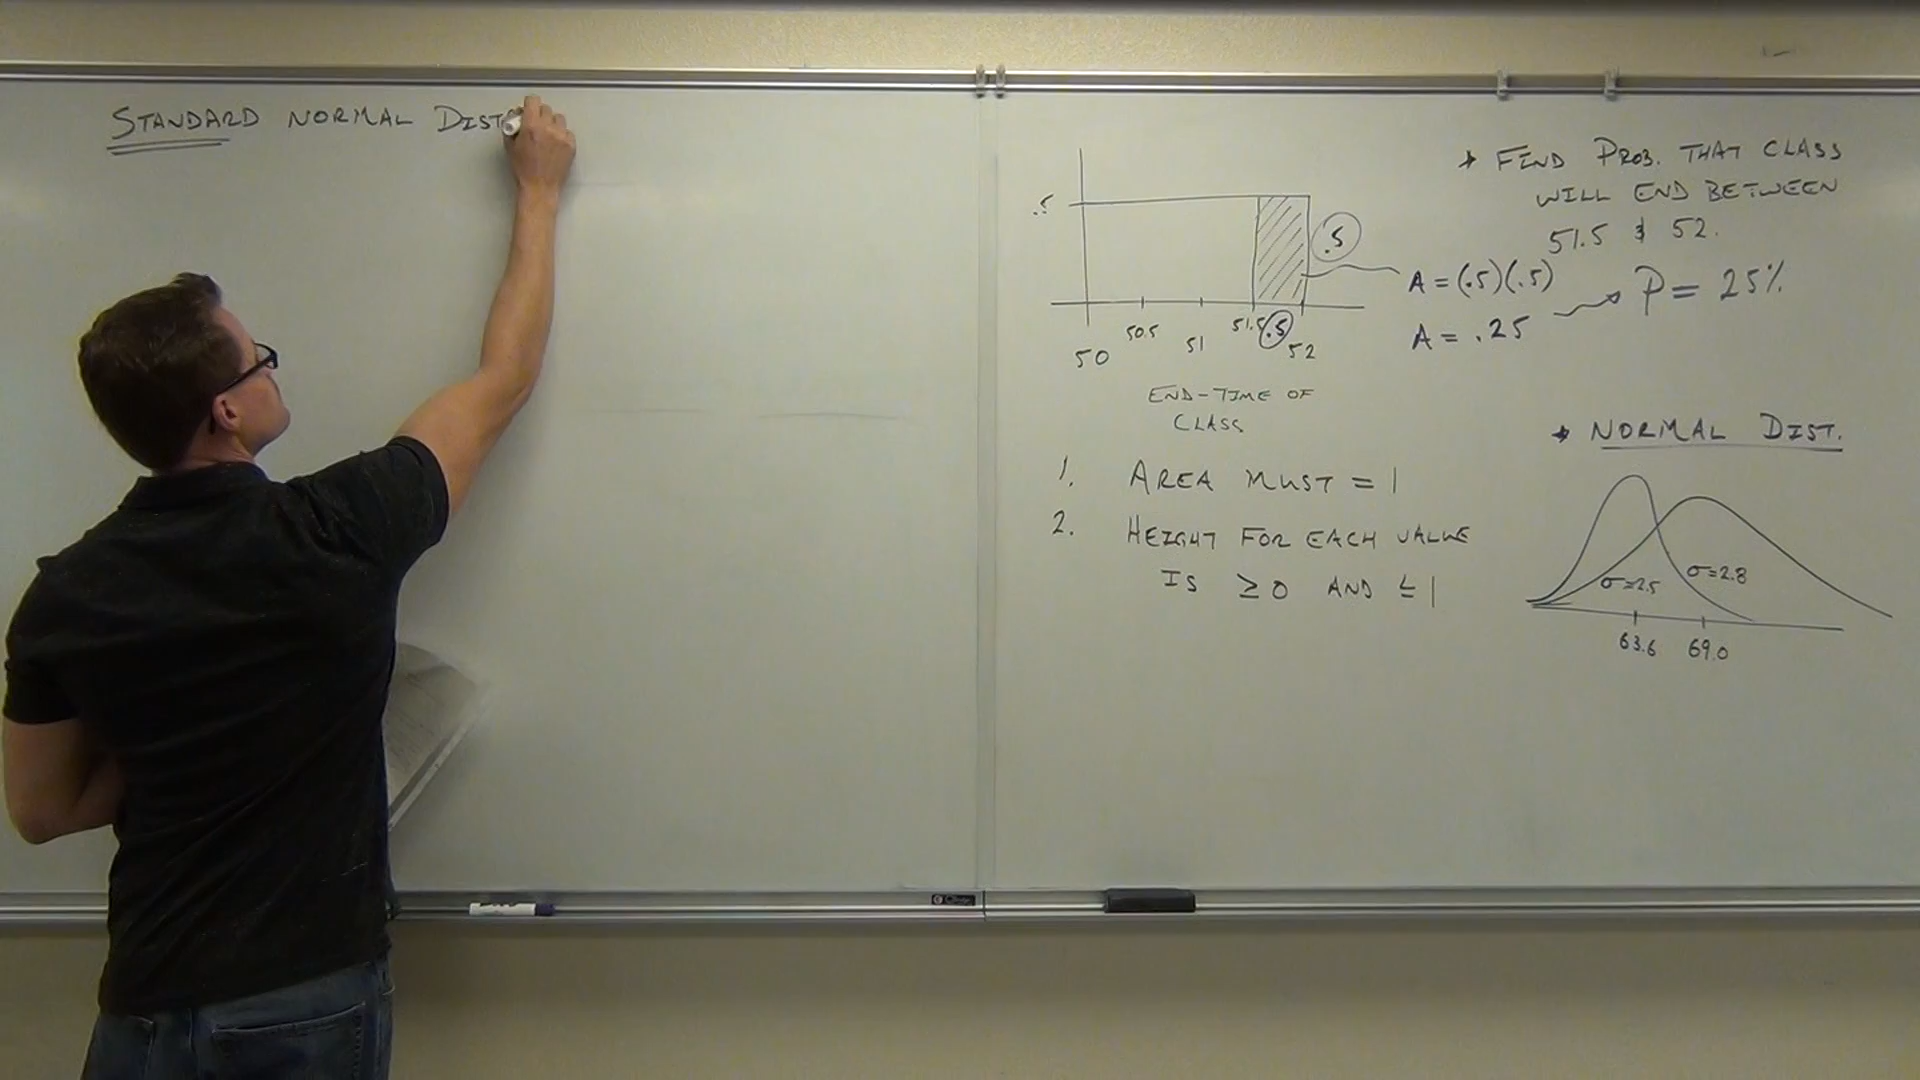 STANDARD NORMAL DIST
.5
.5
50
50.5
51
51.5
.5
52
END-TIME OF
CLASS
A = (.5)(.5)
A = .25
P = 25%
* FIND PROB. THAT CLASS
WILL END BETWEEN
51.5 & 52.
1. AREA MUST = 1
2. HEIGHT FOR EACH VALUE
IS ≥ 0 AND ≤ 1
* NORMAL DIST.
σ=2.5
σ=2.8
63.6
69.0